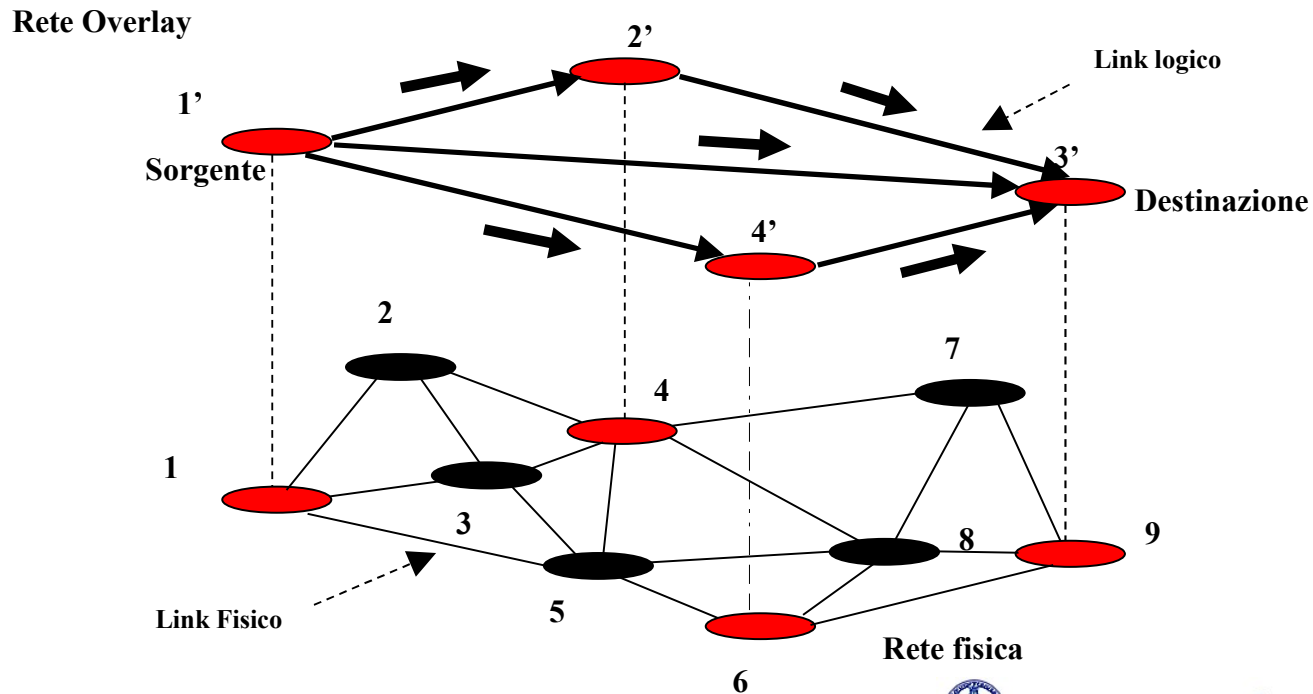 Rete Overlay
2'
Link logico
1’
3’
Sorgente
Destinazione
4’
2
7
4
1
3
8
9
5
Link Fisico
Rete fisica
6